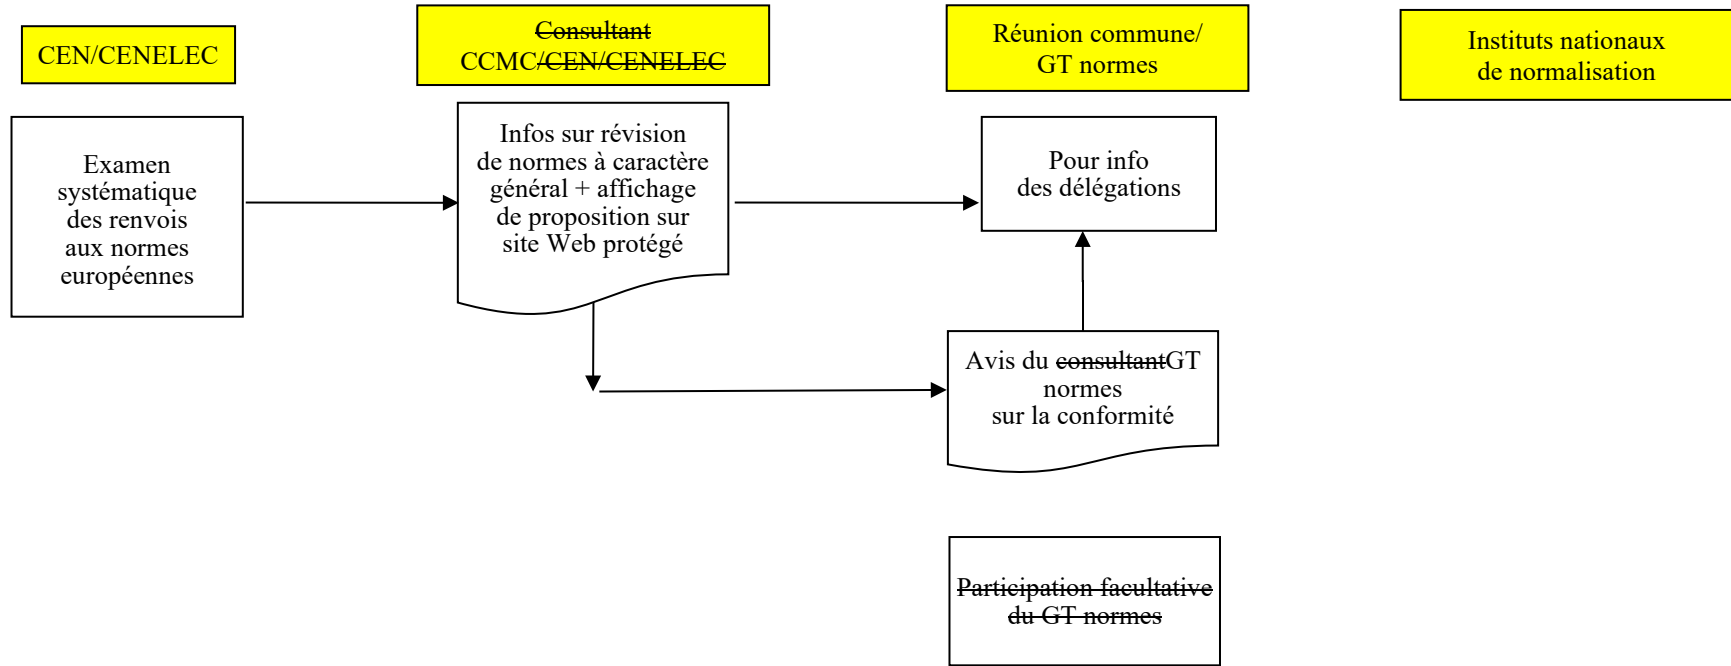 CEN/CENELEC
Consultant
CCMC/CEN/CENELEC
Réunion commune/
GT normes
Instituts nationaux
de normalisation
Examen
systématique
des renvois
aux normes
européennes
Infos sur révision
de normes à caractère
général + affichage
de proposition sur
site Web protégé
Pour info
des délégations
Avis du consultantGT
normes
sur la conformité
Participation facultative
du GT normes